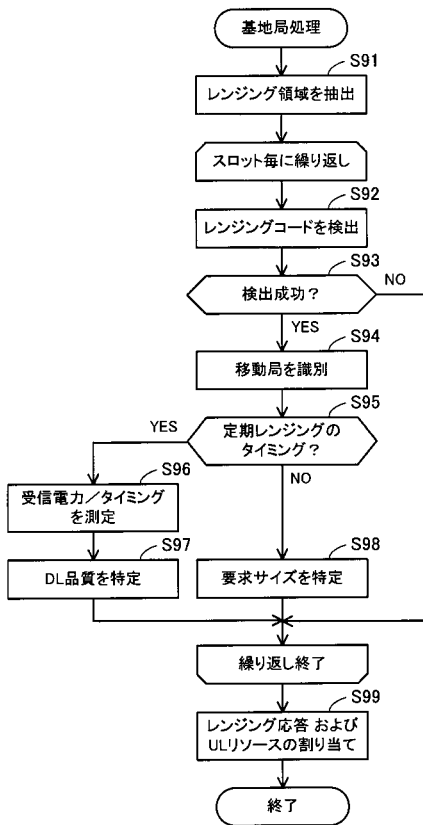 基地局処理
S91
レンジング領域を抽出
スロット毎に繰り返し
S92
レンジングコードを検出
S93
検出成功?
NO
YES
S94
移動局を識別
S95
定期レンジングの
タイミング?
YES
NO
S96
受信電力/タイミング
を測定
S97
DL品質を特定
S98
要求サイズを特定
繰り返し終了
S99
レンジング応答 および
ULリソースの割り当て
終了